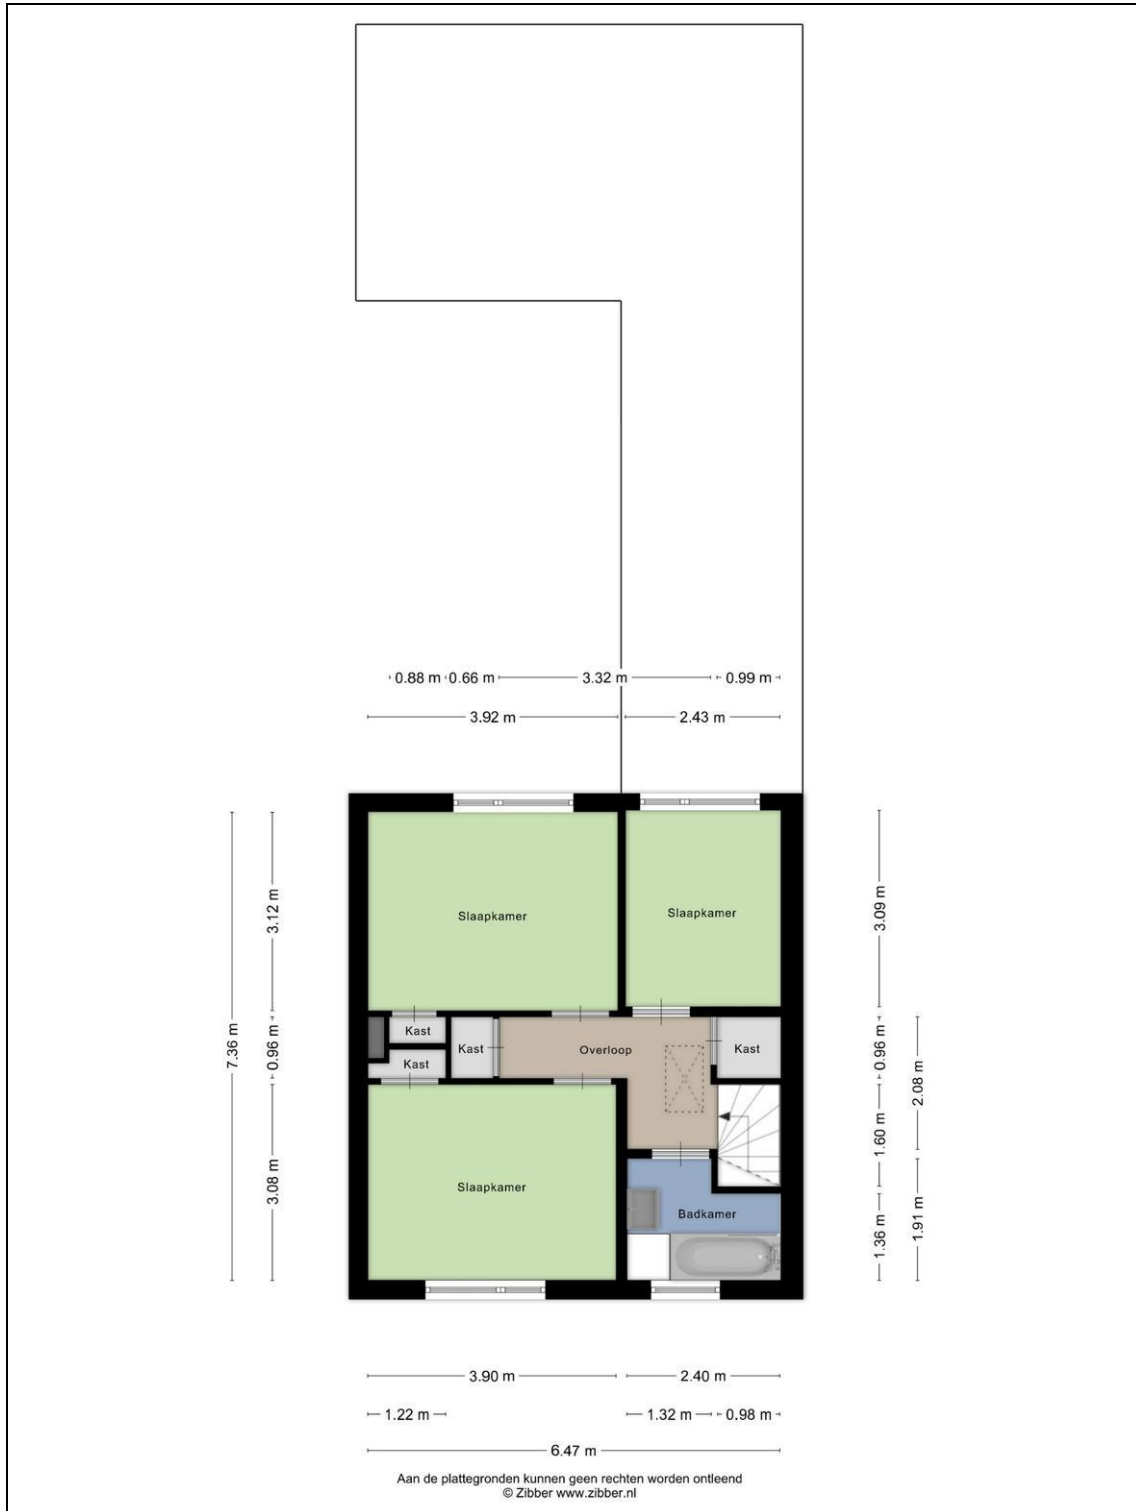 0.88 m 0.66 m 3.32 m 0.99 m
3.92 m 2.43 m
7.36 m
3.12 m
0.96 m
3.08 m
3.09 m
0.96 m
1.60 m
1.36 m
2.08 m
1.91 m
Slaapkamer
Slaapkamer
Kast
Kast
Kast
Overloop
Kast
Slaapkamer
Badkamer
3.90 m 2.40 m
1.22 m 1.32 m 0.98 m
6.47 m
Aan de plattegronden kunnen geen rechten worden ontleend
© Zibber www.zibber.nl